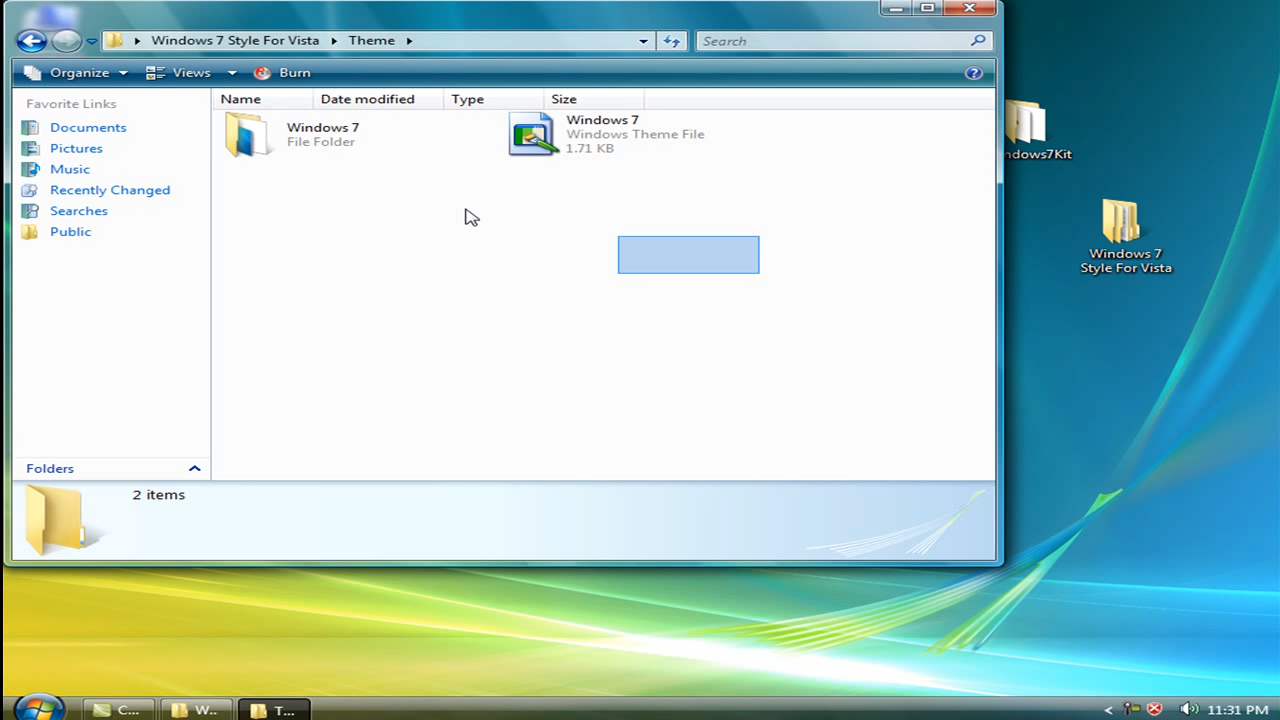 Windows 7 Style For Vista Theme
Search
Organize Views Burn
Favorite Links
Documents
Pictures
Music
Recently Changed
Searches
Public
Folders
Name Date modified Type Size
Windows 7
File Folder
Windows 7
Windows Theme File
1.71 KB
2 items
ndows7Kit
Windows 7
Style For Vista
C... W... T...
11:31 PM